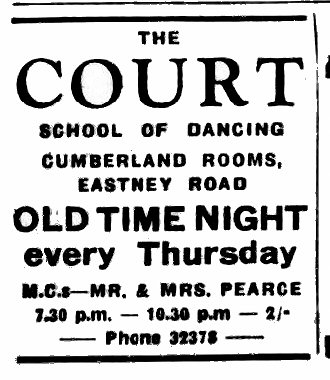 THE
COURT
SCHOOL OF DANCING
CUMBERLAND ROOMS,
EASTNEY ROAD
OLD TIME NIGHT
every Thursday
M.C.s—MR. & MRS. PEARCE
7.30 p.m. — 10.30 p.m — 2/-
— Phone 32378 —